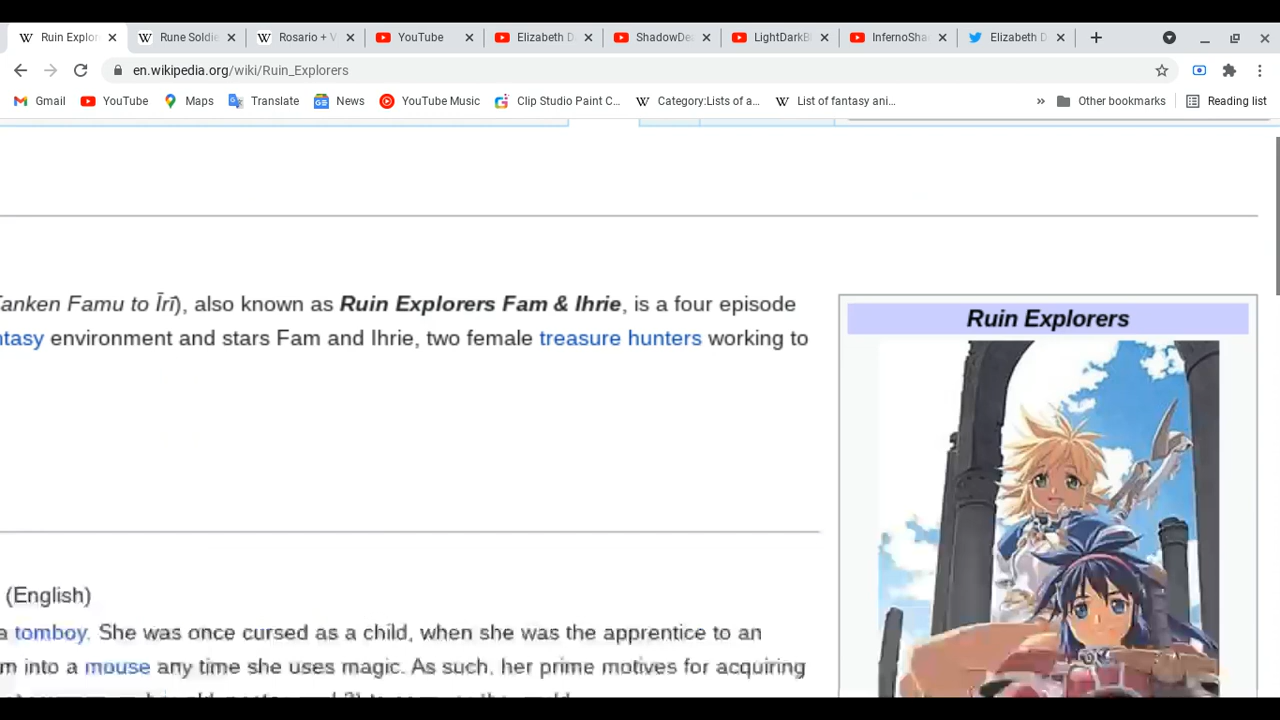 Ruin Explor
Rune Soldie
Rosario + V
YouTube
Elizabeth D
ShadowDea
LightDarkB
InfernoSha
Elizabeth D
en.wikipedia.org/wiki/Ruin_Explorers
Gmail
YouTube
Maps
Translate
News
YouTube Music
Clip Studio Paint C...
Category:Lists of a...
List of fantasy ani...
»
Other bookmarks
Reading list
Tanken Famu to Īrī), also known as Ruin Explorers Fam & Ihrie, is a four episode
ntasy environment and stars Fam and Ihrie, two female treasure hunters working to
Ruin Explorers
(English)
a tomboy. She was once cursed as a child, when she was the apprentice to an
m into a mouse any time she uses magic. As such, her prime motives for acquiring